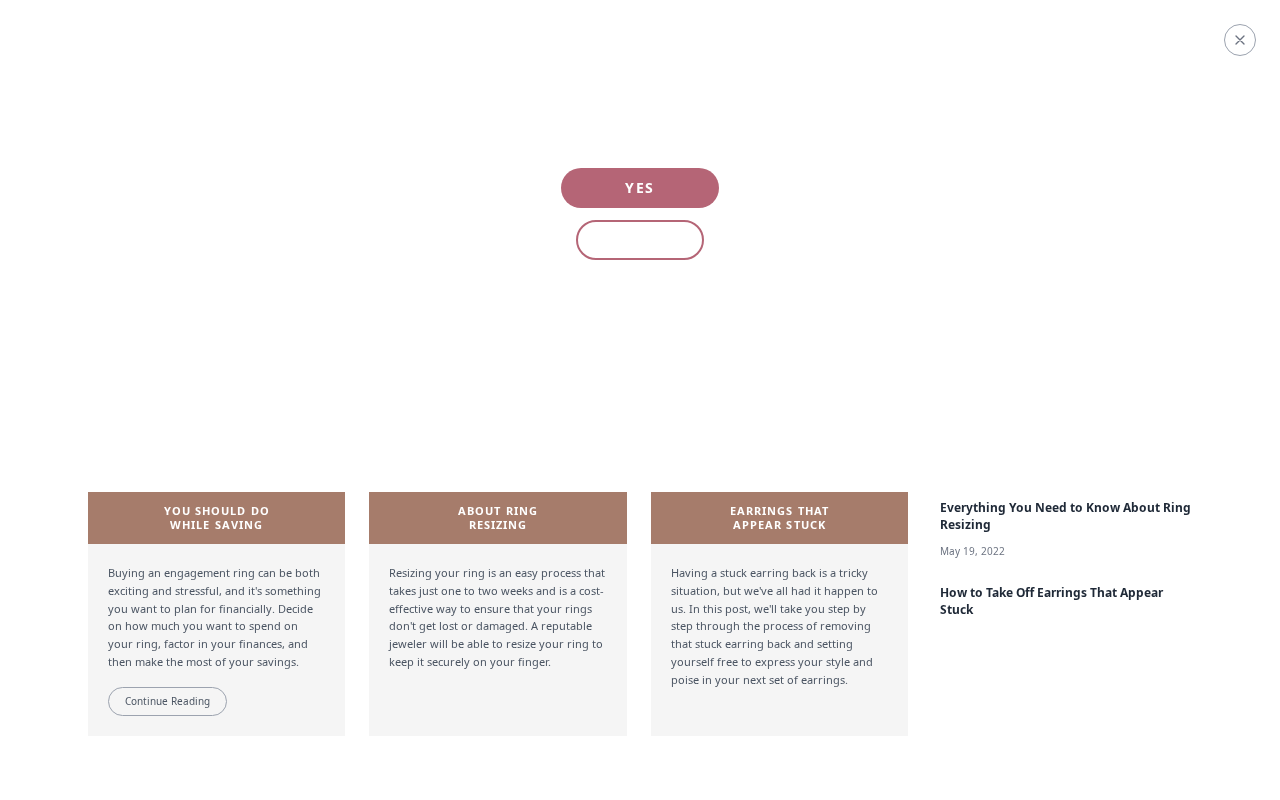 YES
YOU SHOULD DO
WHILE SAVING
Buying an engagement ring can be both
exciting and stressful, and it's something
you want to plan for financially. Decide
on how much you want to spend on
your ring, factor in your finances, and
then make the most of your savings.
Continue Reading
ABOUT RING
RESIZING
Resizing your ring is an easy process that
takes just one to two weeks and is a cost-
effective way to ensure that your rings
don't get lost or damaged. A reputable
jeweler will be able to resize your ring to
keep it securely on your finger.
EARRINGS THAT
APPEAR STUCK
Having a stuck earring back is a tricky
situation, but we've all had it happen to
us. In this post, we'll take you step by
step through the process of removing
that stuck earring back and setting
yourself free to express your style and
poise in your next set of earrings.
Everything You Need to Know About Ring
Resizing
May 19, 2022
How to Take Off Earrings That Appear
Stuck